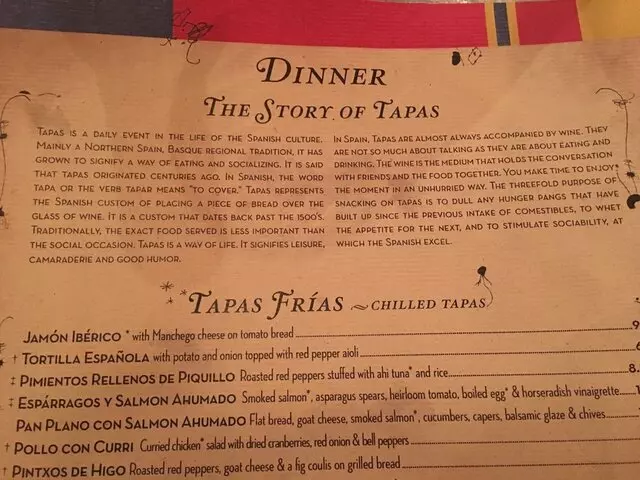 DINNER
THE STORY OF TAPAS
TAPAS IS A DAILY EVENT IN THE LIFE OF THE SPANISH CULTURE.
MAINLY A NORTHERN SPAIN, BASQUE REGIONAL TRADITION, IT HAS
GROWN TO SIGNIFY A WAY OF EATING AND SOCIALIZING. IT IS SAID
THAT TAPAS ORIGINATED CENTURIES AGO. IN SPANISH, THE WORD
TAPA OR THE VERB TAPAR MEANS "TO COVER." TAPAS REPRESENTS
THE SPANISH CUSTOM OF PLACING A PIECE OF BREAD OVER THE
GLASS OF WINE. IT IS A CUSTOM THAT DATES BACK PAST THE 1500'S.
TRADITIONALLY, THE EXACT FOOD SERVED IS LESS IMPORTANT THAN
THE SOCIAL OCCASION. TAPAS IS A WAY OF LIFE. IT SIGNIFIES LEISURE,
CAMARADERIE AND GOOD HUMOR.
IN SPAIN, TAPAS ARE ALMOST ALWAYS ACCOMPANIED BY WINE. THEY
ARE NOT SO MUCH ABOUT TALKING AS THEY ARE ABOUT EATING AND
DRINKING. THE WINE IS THE MEDIUM THAT HOLDS THE CONVERSATION
WITH FRIENDS AND THE FOOD TOGETHER. YOU MAKE TIME TO ENJOY
THE MOMENT IN AN UNHURRIED WAY. THE THREEFOLD PURPOSE OF
SNACKING ON TAPAS IS TO DULL ANY HUNGER PANGS THAT HAVE
BUILT UP SINCE THE PREVIOUS INTAKE OF COMESTIBLES, TO WHET
THE APPETITE FOR THE NEXT, AND TO STIMULATE SOCIABILITY, AT
WHICH THE SPANISH EXCEL.
TAPAS FRÍAS ~ CHILLED TAPAS
JAMÓN IBÉRICO * with Manchego cheese on tomato bread 9
† TORTILLA ESPAÑOLA with potato and onion topped with red pepper aioli
‡ PIMIENTOS RELLENOS DE PIQUILLO Roasted red peppers stuffed with ahi tuna* and rice 8.
‡ ESPÁRRAGOS Y SALMON AHUMADO Smoked salmon*, asparagus spears, heirloom tomato, boiled egg* & horseradish vinaigrette
PAN PLANO CON SALMON AHUMADO Flat bread, goat cheese, smoked salmon*, cucumbers, capers, balsamic glaze & chives
† POLLO CON CURRI Curried chicken* salad with dried cranberries, red onion & bell peppers
† PINTXOS DE HIGO Roasted red peppers, goat cheese & a fig coulis on grilled bread